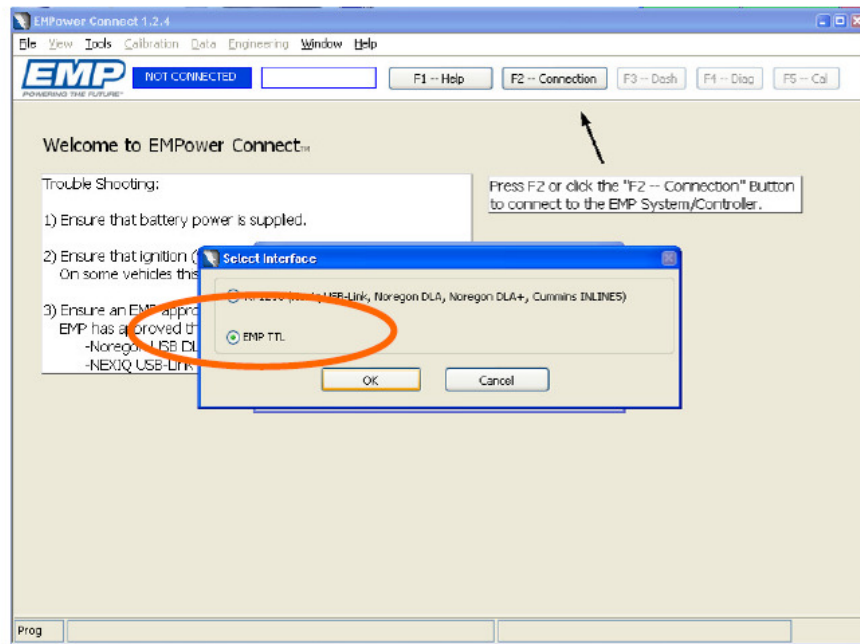 EMPower Connect 1.2.4
File View Tools Calibration Data Engineering Window Help
EMP
POWERING THE FUTURE
NOT CONNECTED
F1 -- Help
F2 -- Connection
F3 -- Dash
F4 -- Diag
F5 -- Cal
Welcome to EMPower Connect™
Trouble Shooting:
1) Ensure that battery power is suppled.
2) Ensure that ignition (
On some vehicles this
3) Ensure an EMP appro
EMP has approved th
-Noregon USB DL
-NEXIQ USB-Link
Press F2 or click the "F2 -- Connection" Button
to connect to the EMP System/Controller.
Select Interface
USB-Link, Noregon DLA, Noregon DLA+, Cummins INLINE5)
EMP TTL
OK
Cancel
Prog